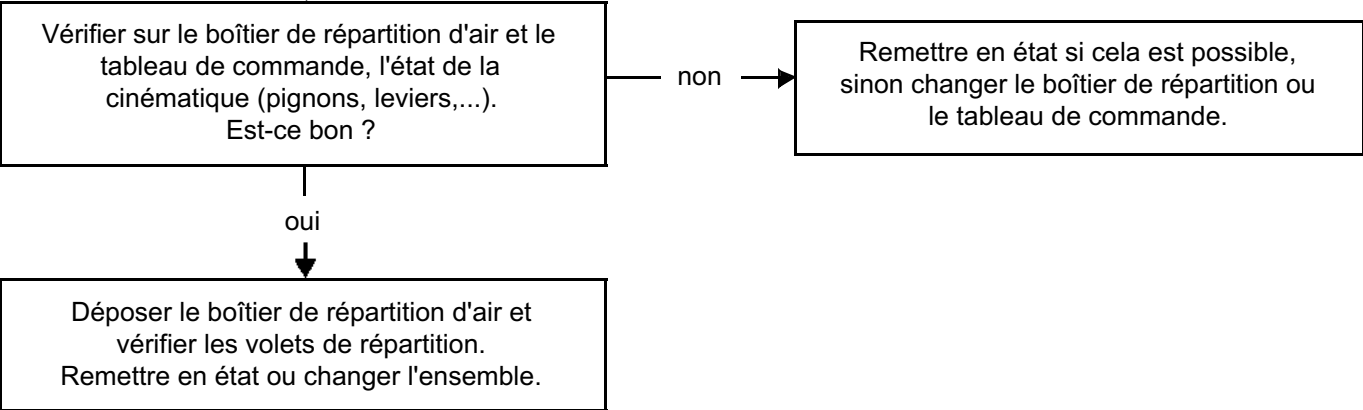 Vérifier sur le boîtier de répartition d'air et le
tableau de commande, l'état de la
cinématique (pignons, leviers,...).
Est-ce bon ?
non
Remettre en état si cela est possible,
sinon changer le boîtier de répartition ou
le tableau de commande.
oui
Déposer le boîtier de répartition d'air et
vérifier les volets de répartition.
Remettre en état ou changer l'ensemble.